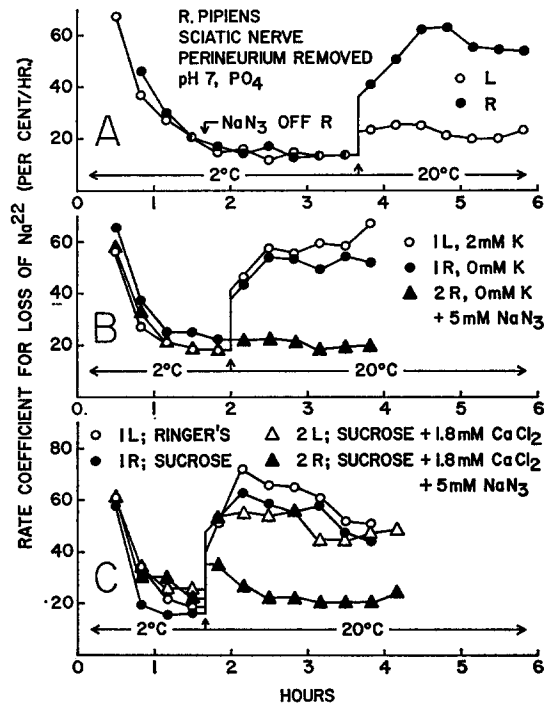 R. PIPIENS
SCIATIC NERVE
PERINEURIUM REMOVED
pH 7, PO4
60
40
20
A
NaN3 OFF R
○ L
● R
2°C
20°C
0. 1 2 3 4 5 6
RATE COEFFICIENT FOR LOSS OF Na22 (PER CENT/HR.)
60
40
20
B
○ 1L, 2mM K
● 1R, 0mM K
▲ 2R, 0mM K
+ 5mM NaN3
2°C
20°C
0. 1 2 3 4 5 6
80
60
40
20
C
○ 1L; RINGER'S
● 1R; SUCROSE
△ 2L; SUCROSE + 1.8mM CaCl2
▲ 2R; SUCROSE + 1.8mM CaCl2
+ 5mM NaN3
2°C
20°C
0. 1 2 3 4 5 6
HOURS